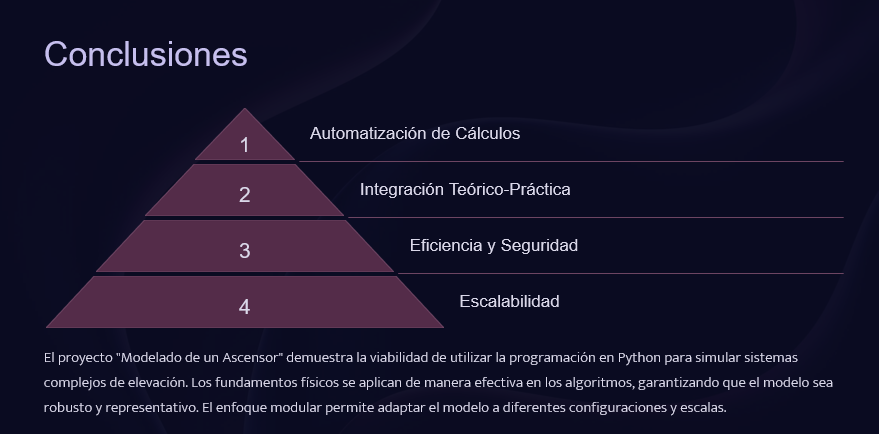 Conclusiones
1
Automatización de Cálculos
2
Integración Teórico-Práctica
3
Eficiencia y Seguridad
4
Escalabilidad
El proyecto "Modelado de un Ascensor" demuestra la viabilidad de utilizar la programación en Python para simular sistemas
complejos de elevación. Los fundamentos físicos se aplican de manera efectiva en los algoritmos, garantizando que el modelo sea
robusto y representativo. El enfoque modular permite adaptar el modelo a diferentes configuraciones y escalas.